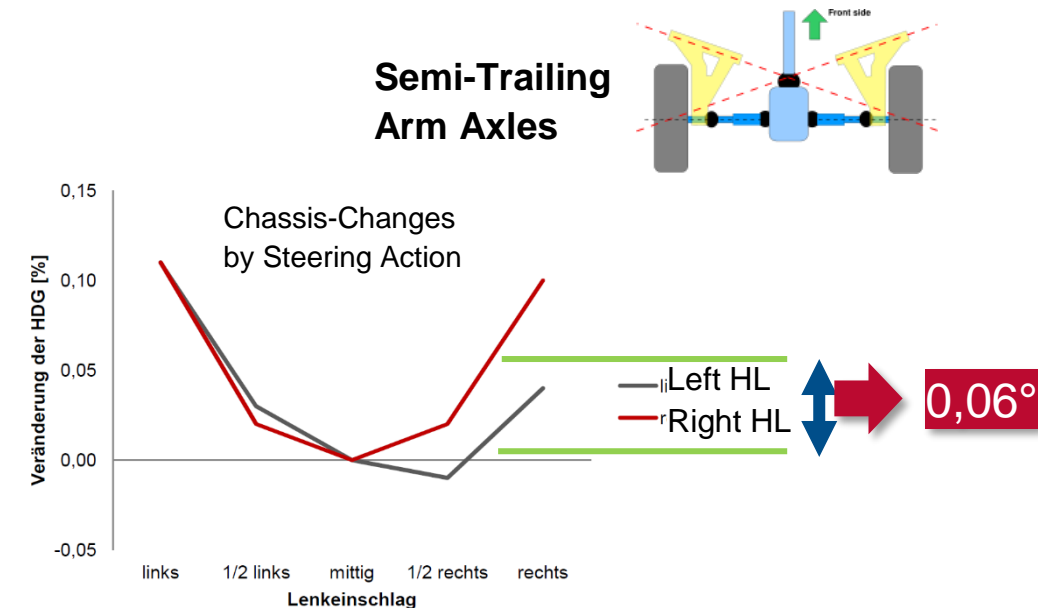 Front side
Semi-Trailing
Arm Axles
Chassis-Changes
by Steering Action
Veränderung der HDG [%]
0,15
0,10
0,05
0,00
-0,05
liLeft HL
rRight HL
0,06°
links 1/2 links mittig 1/2 rechts rechts
Lenkeinschlag